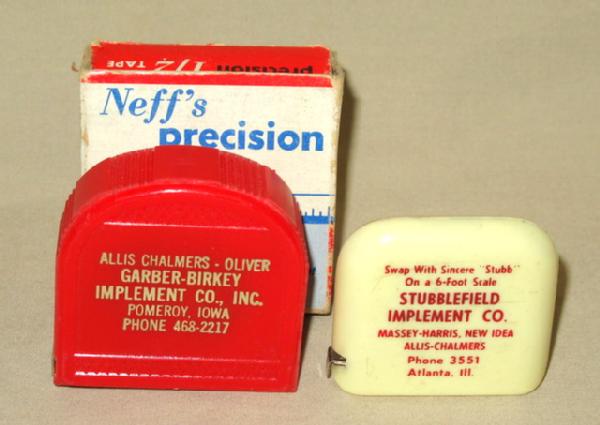 precision 1/2 TAPE
Neff's
precision
ALLIS CHALMERS - OLIVER
GARBER-BIRKEY
IMPLEMENT CO., INC.
POMEROY, IOWA
PHONE 468-2217
Swap With Sincere "Stubb"
On a 6-Foot Scale
STUBBLEFIELD
IMPLEMENT CO.
MASSEY-HARRIS, NEW IDEA
ALLIS-CHALMERS
Phone 3551
Atlanta, Ill.